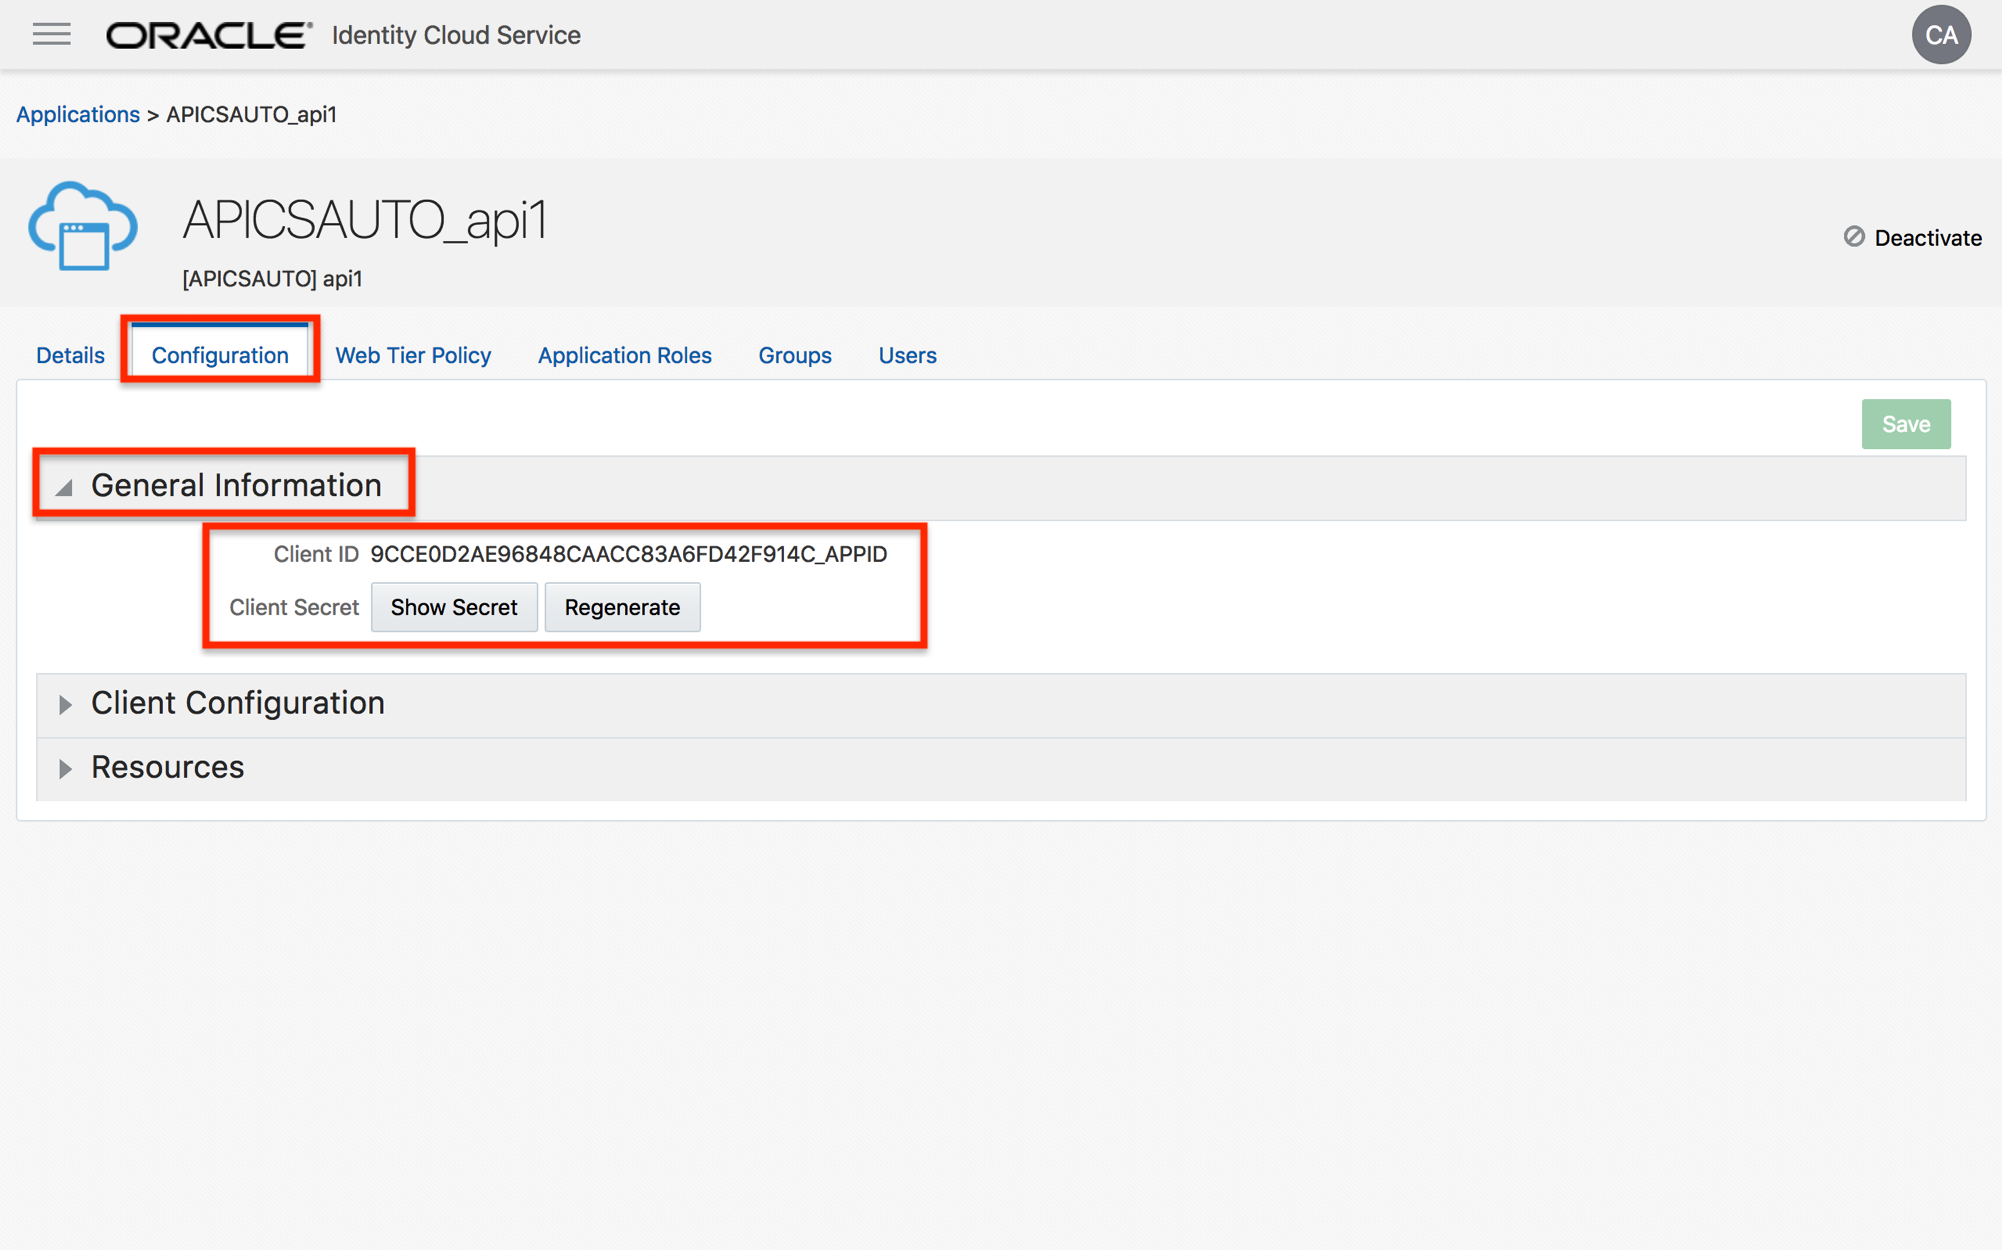 ORACLE® Identity Cloud Service
CA
Applications > APICSAUTO_api1
APICSAUTO_api1
[APICSAUTO] api1
Deactivate
Details Configuration Web Tier Policy Application Roles Groups Users
Save
General Information
Client ID 9CCE0D2AE96848CAACC83A6FD42F914C_APPID
Client Secret Show Secret Regenerate
Client Configuration
Resources